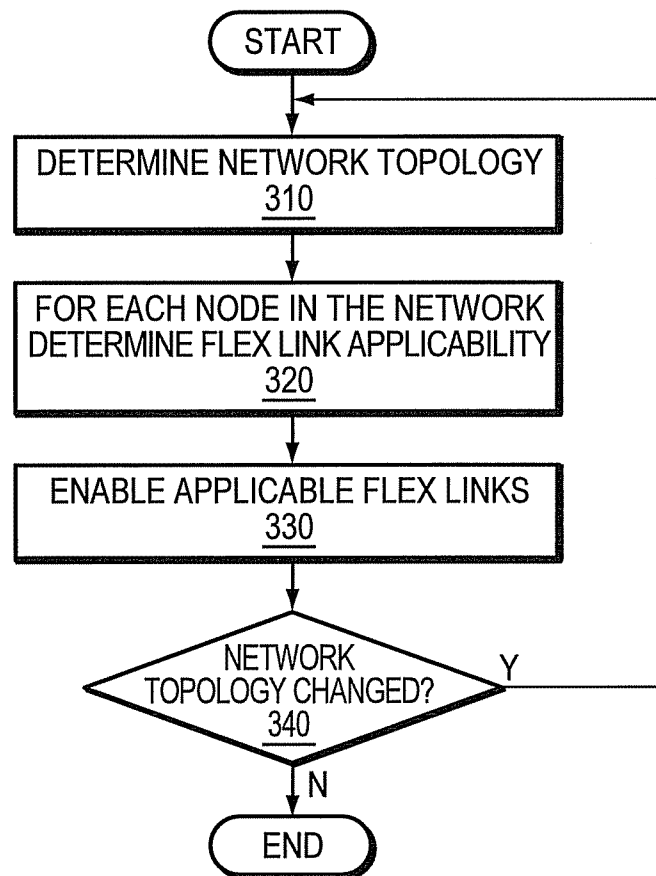 START
DETERMINE NETWORK TOPOLOGY
310
FOR EACH NODE IN THE NETWORK
DETERMINE FLEX LINK APPLICABILITY
320
ENABLE APPLICABLE FLEX LINKS
330
NETWORK
TOPOLOGY CHANGED?
340
Y
N
END